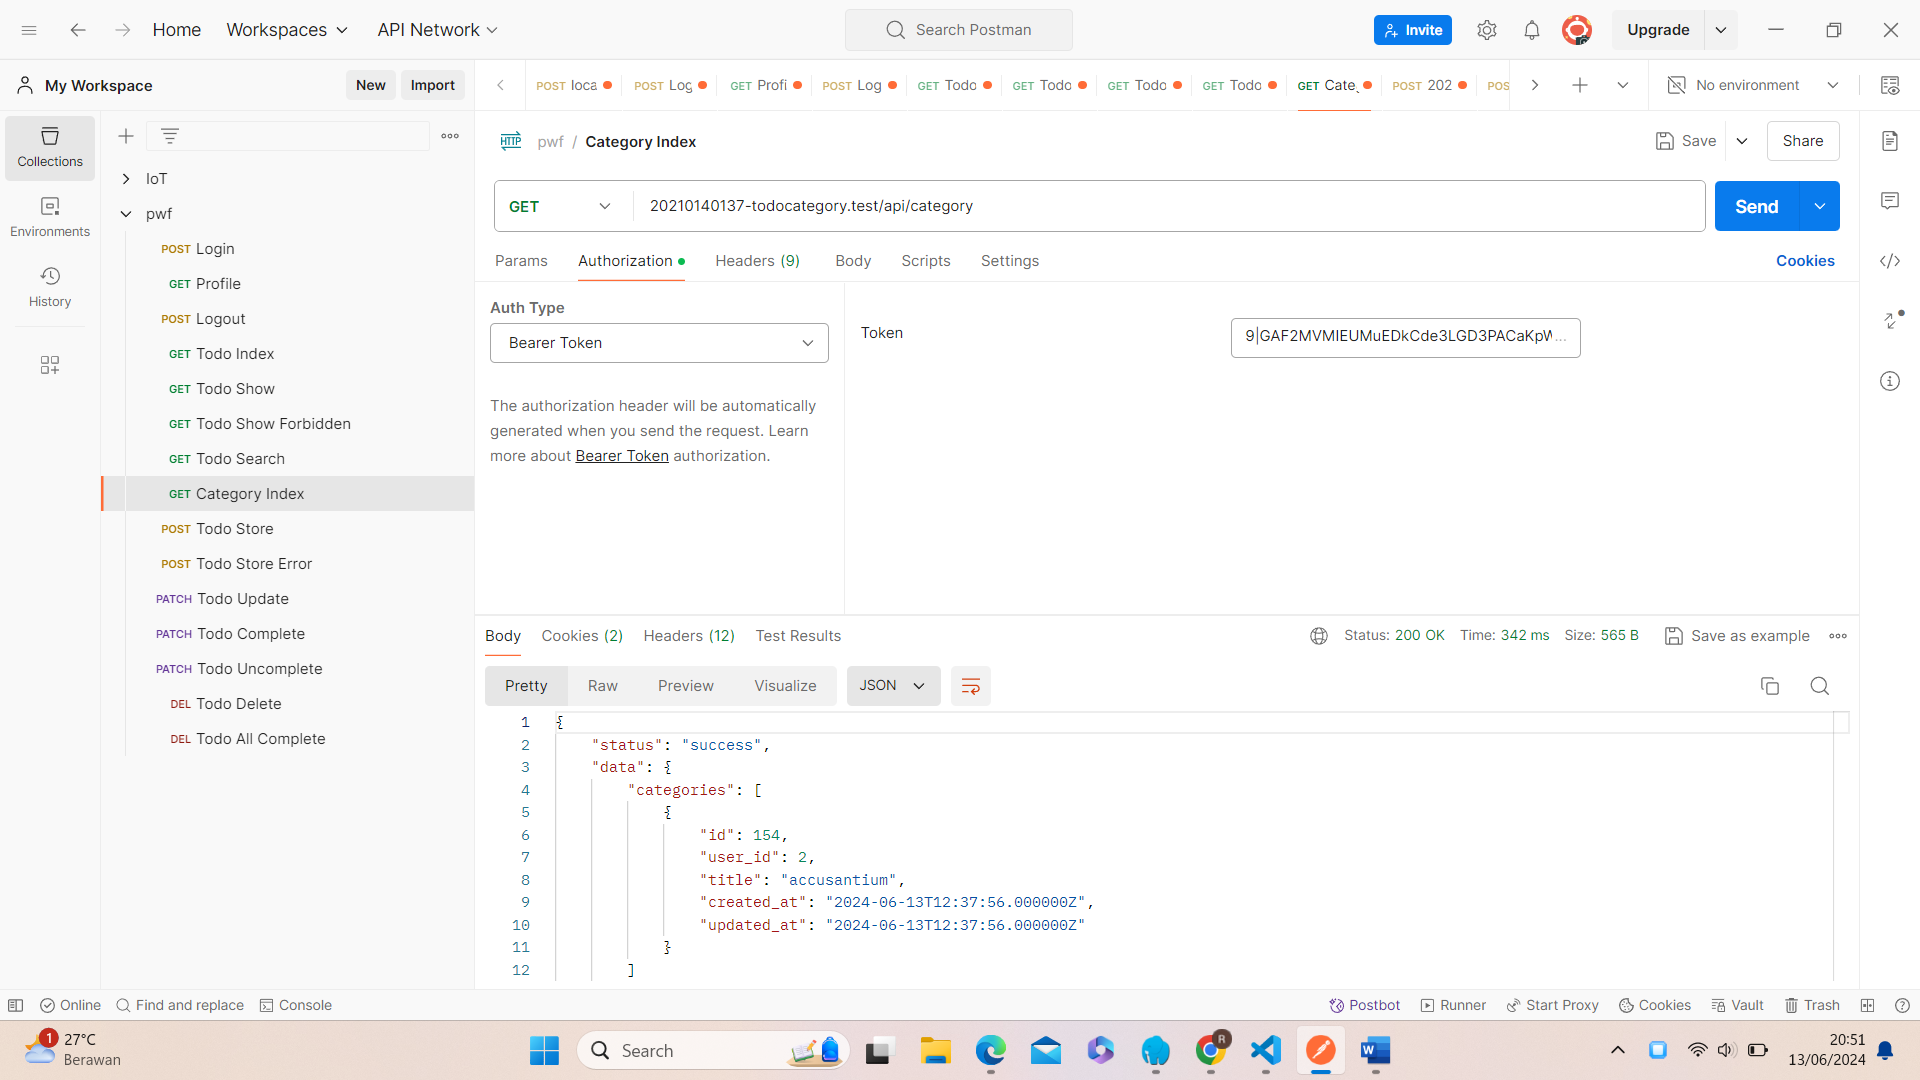 Home Workspaces API Network Search Postman Invite Upgrade
My Workspace New Import
POST loca POST Log GET Profi POST Log GET Todo GET Todo GET Todo GET Todo GET Cate POST 202 POS No environment
Collections
Environments
History
IoT
pwf
POST Login
GET Profile
POST Logout
GET Todo Index
GET Todo Show
GET Todo Show Forbidden
GET Todo Search
GET Category Index
POST Todo Store
POST Todo Store Error
PATCH Todo Update
PATCH Todo Complete
PATCH Todo Uncomplete
DEL Todo Delete
DEL Todo All Complete
HTTP pwf / Category Index Save Share
GET 20210140137-todocategory.test/api/category Send
Params Authorization Headers (9) Body Scripts Settings Cookies
Auth Type
Bearer Token
Token 9|GAF2MVMIEUMuEDkCde3LGD3PACaKpW...
The authorization header will be automatically
generated when you send the request. Learn
more about Bearer Token authorization.
Body Cookies (2) Headers (12) Test Results Status: 200 OK Time: 342 ms Size: 565 B Save as example
Pretty Raw Preview Visualize JSON
1 {
2 "status": "success",
3 "data": {
4 "categories": [
5 {
6 "id": 154,
7 "user_id": 2,
8 "title": "accusantium",
9 "created_at": "2024-06-13T12:37:56.000000Z",
10 "updated_at": "2024-06-13T12:37:56.000000Z"
11 }
12 ]
Online Find and replace Console Postbot Runner Start Proxy Cookies Vault Trash
1 27°C
Berawan
Search
R
W
20:51
13/06/2024